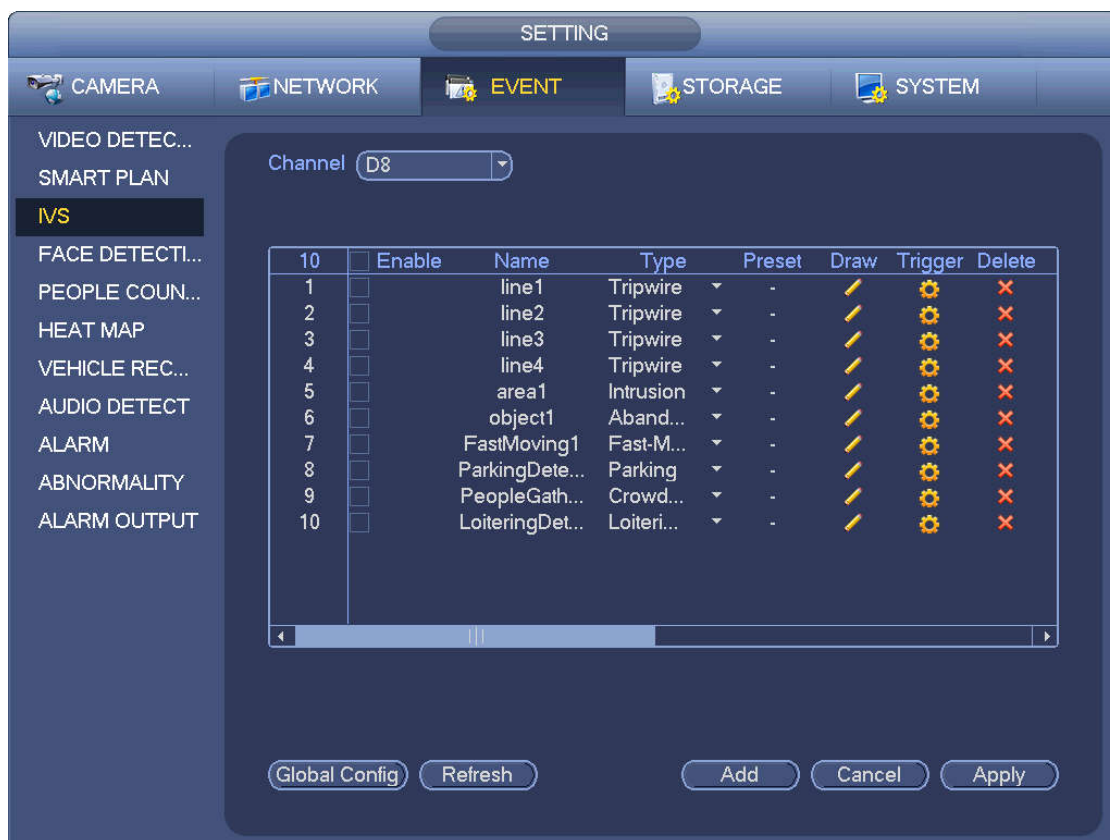 SETTING
CAMERA NETWORK EVENT STORAGE SYSTEM
VIDEO DETEC...
SMART PLAN
IVS
FACE DETECTI...
PEOPLE COUN...
HEAT MAP
VEHICLE REC...
AUDIO DETECT
ALARM
ABNORMALITY
ALARM OUTPUT
Channel D8
10 Enable Name Type Preset Draw Trigger Delete
1 line1 Tripwire -
2 line2 Tripwire -
3 line3 Tripwire -
4 line4 Tripwire -
5 area1 Intrusion -
6 object1 Aband... -
7 FastMoving1 Fast-M... -
8 ParkingDete... Parking -
9 PeopleGath... Crowd... -
10 LoiteringDet... Loiteri... -
Global Config Refresh Add Cancel Apply